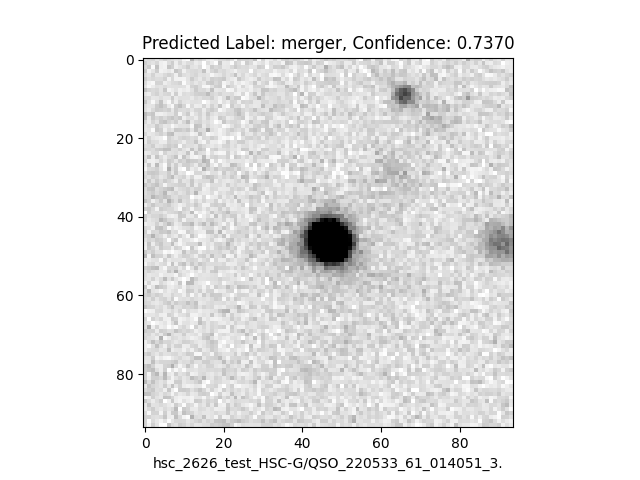 Predicted Label: merger, Confidence: 0.7370
0
20
40
60
80
0 20 40 60 80
hsc_2626_test_HSC-G/QSO_220533_61_014051_3.